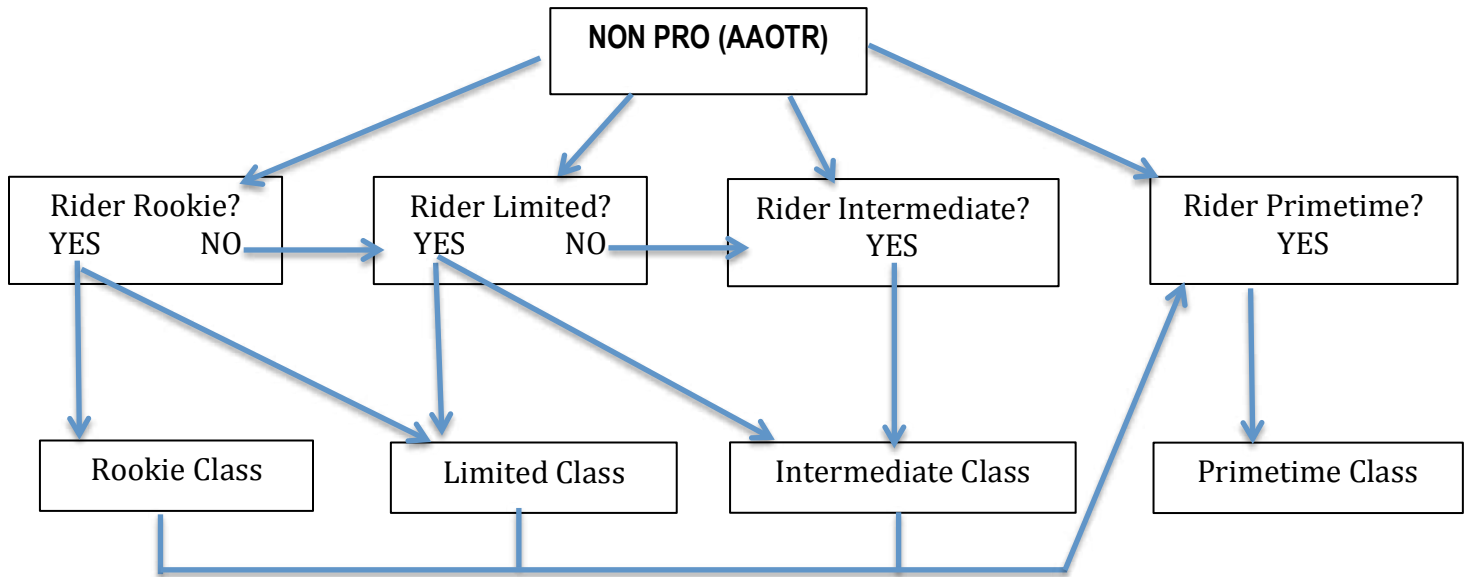 NON PRO (AAOTR)
Rider Rookie?
YES NO
Rider Limited?
YES NO
Rider Intermediate?
YES
Rider Primetime?
YES
Rookie Class
Limited Class
Intermediate Class
Primetime Class